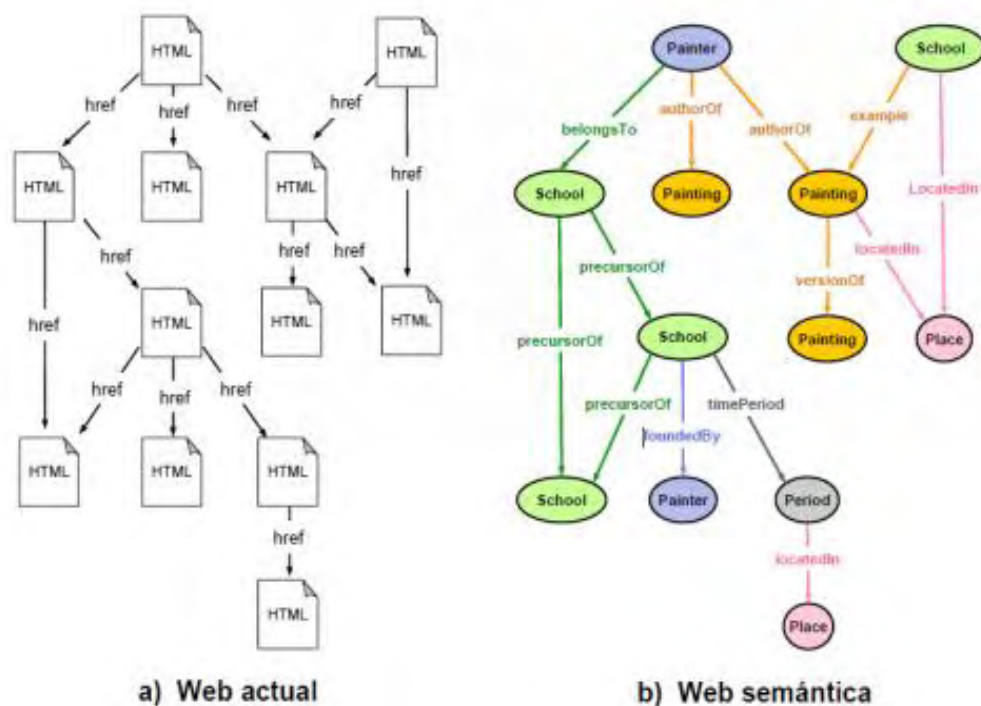 HTML
HTML
href
href
href
href
HTML
HTML
HTML
href
href
href
href
href
HTML
HTML
HTML
href
href
href
HTML
HTML
HTML
href
HTML
a) Web actual
Painter
School
belongsTo
authorOf
authorOf
example
School
Painting
Painting
LocatedIn
precursorOf
locatedIn
versionOf
precursorOf
School
Painting
Place
precursorOf
timePeriod
foundedBy
School
Painter
Period
locatedIn
Place
b) Web semántica